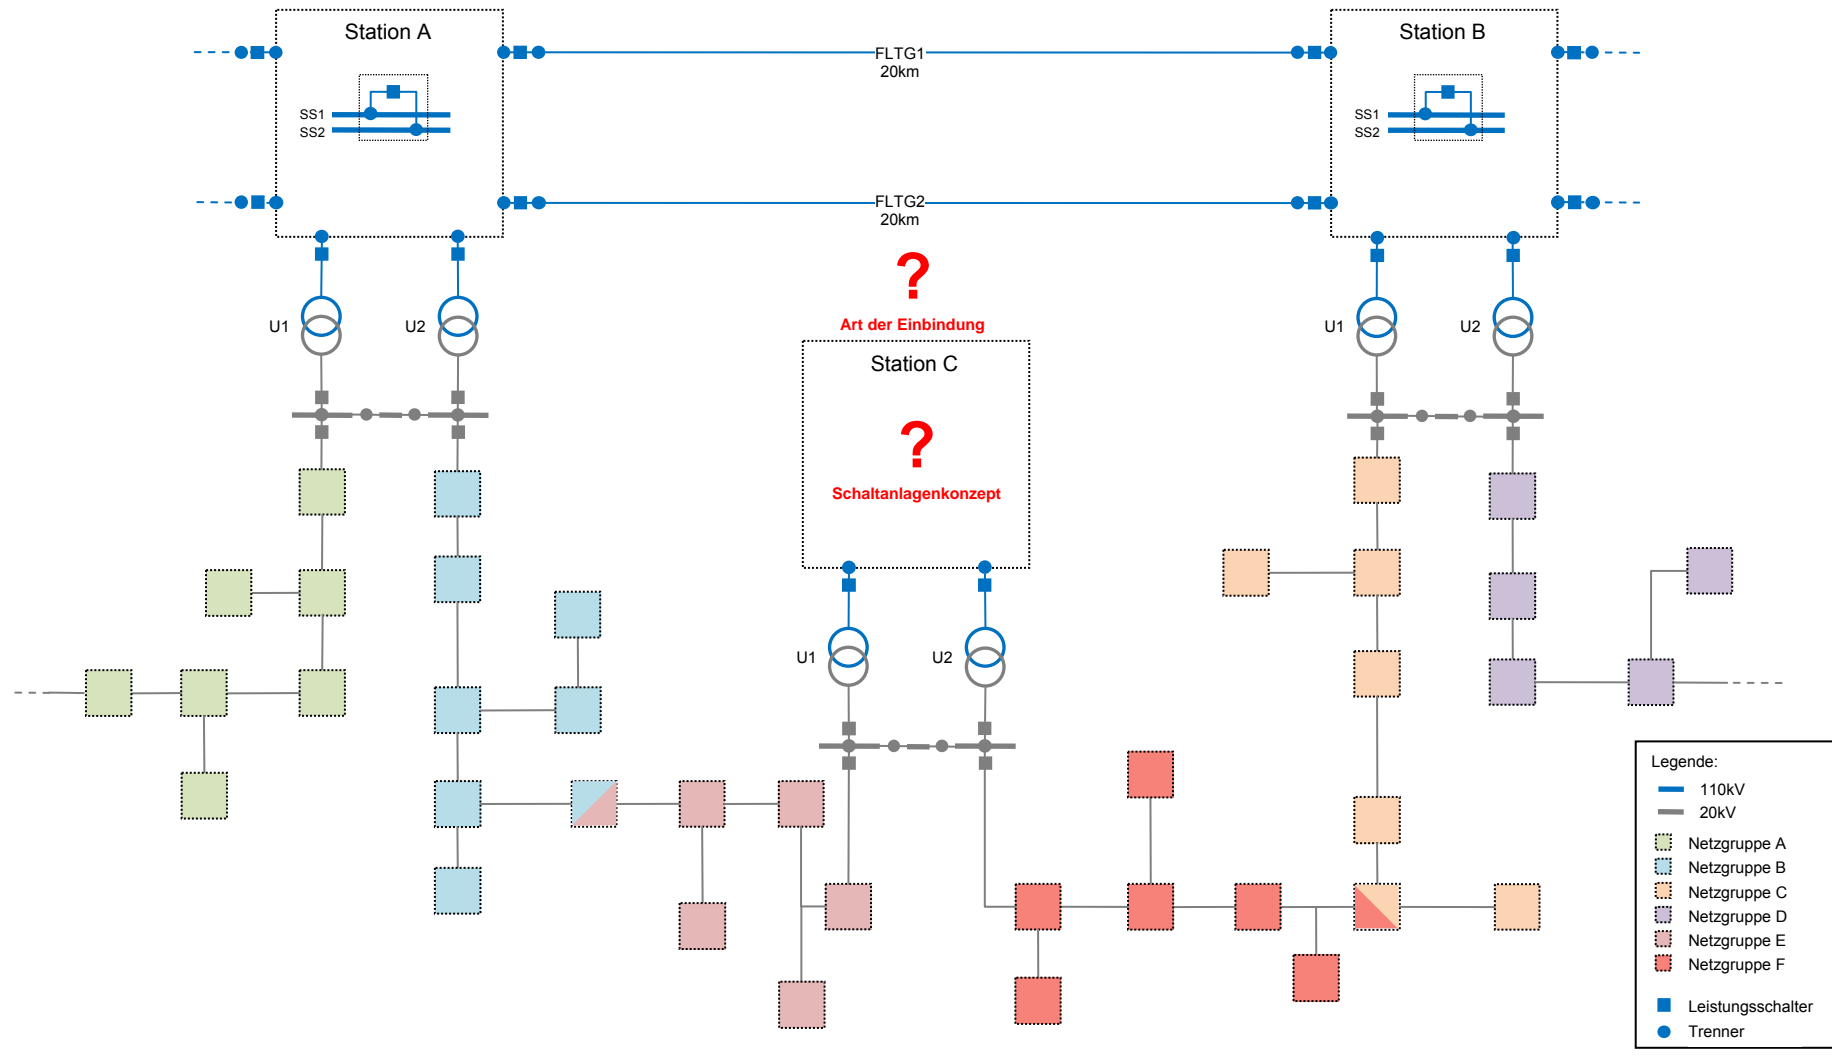 Station A
Station B
FLTG1
20km
SS1
SS2
SS1
SS2
FLTG2
20km
?
Art der Einbindung
U1
U2
U1
U2
Station C
?
Schaltanlagenkonzept
U1
U2
Legende:
110kV
20kV
Netzgruppe A
Netzgruppe B
Netzgruppe C
Netzgruppe D
Netzgruppe E
Netzgruppe F
Leistungsschalter
Trenner